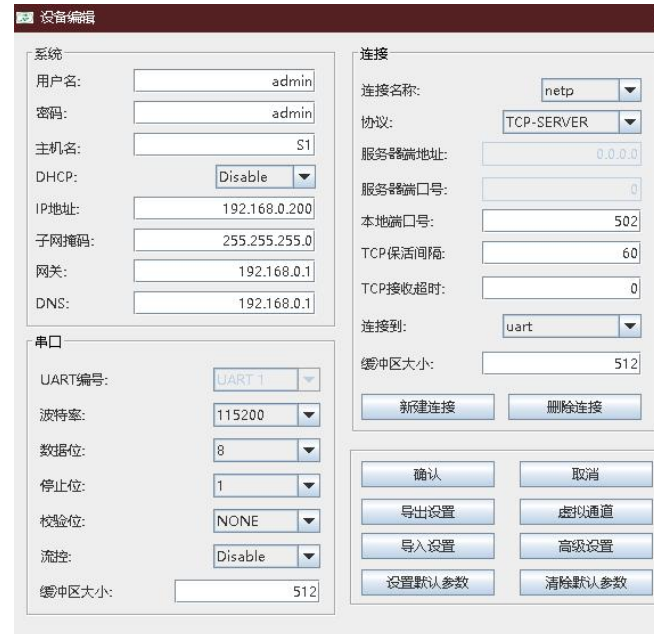 设备编辑
系统
用户名: admin
密码: admin
主机名: S1
DHCP: Disable
IP地址: 192.168.0.200
子网掩码: 255.255.255.0
网关: 192.168.0.1
DNS: 192.168.0.1
串口
UART编号: UART 1
波特率: 115200
数据位: 8
停止位: 1
校验位: NONE
流控: Disable
缓冲区大小: 512
连接
连接名称: netp
协议: TCP-SERVER
服务器端地址: 0.0.0.0
服务器端口号: 0
本地端口号: 502
TCP保活间隔: 60
TCP接收超时: 0
连接到: uart
缓冲区大小: 512
新建连接 删除连接
确认 取消
导出设置 虚拟通道
导入设置 高级设置
设置默认参数 清除默认参数